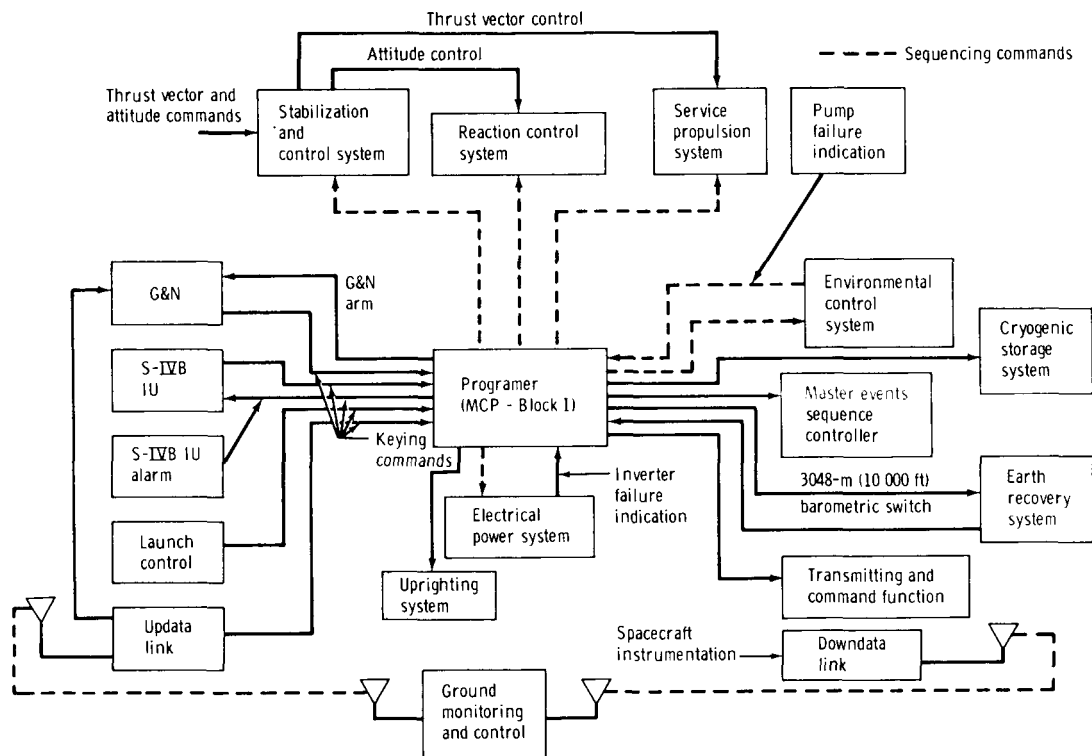 Thrust vector control
Attitude control
Sequencing commands
Thrust vector and
attitude commands
Stabilization
and
control system
Reaction control
system
Service
propulsion
system
Pump
failure
indication
G&N
G&N
arm
Environmental
control
system
Cryogenic
storage
system
S-IVB
IU
Programer
(MCP - Block I)
Master events
sequence
controller
S-IVB IU
alarm
Keying
commands
Inverter
failure
indication
3048-m (10 000 ft)
barometric switch
Earth
recovery
system
Launch
control
Electrical
power system
Uprighting
system
Transmitting and
command function
Updata
link
Spacecraft
instrumentation
Downdata
link
Ground
monitoring
and control